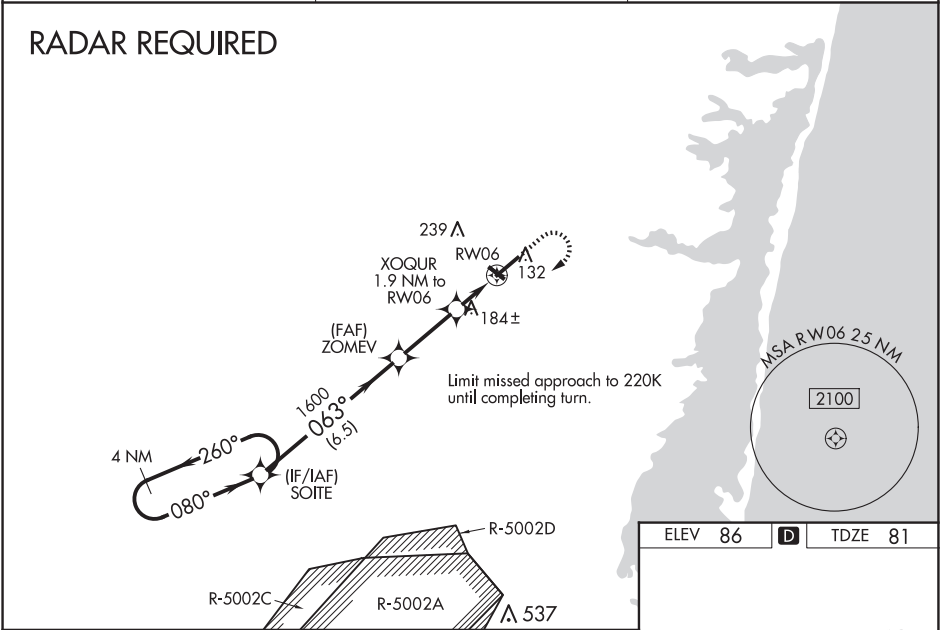 RADAR REQUIRED
239
RW06
XOQUR
1.9 NM to
RW06
132
184±
(FAF)
ZOMEV
MSA RW06 25 NM
2100
Limit missed approach to 220K
until completing turn.
1600
063°
(6.5)
4 NM
260°
080°
(IF/IAF)
SOITE
R-5002D
ELEV 86 D TDZE 81
R-5002C
R-5002A
537